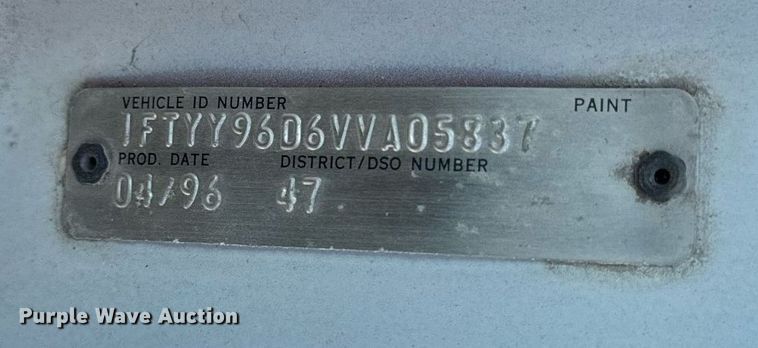 VEHICLE ID NUMBER PAINT
1FTYY96D6VVA05837
PROD. DATE DISTRICT/DSO NUMBER
04/96 47
Purple Wave Auction